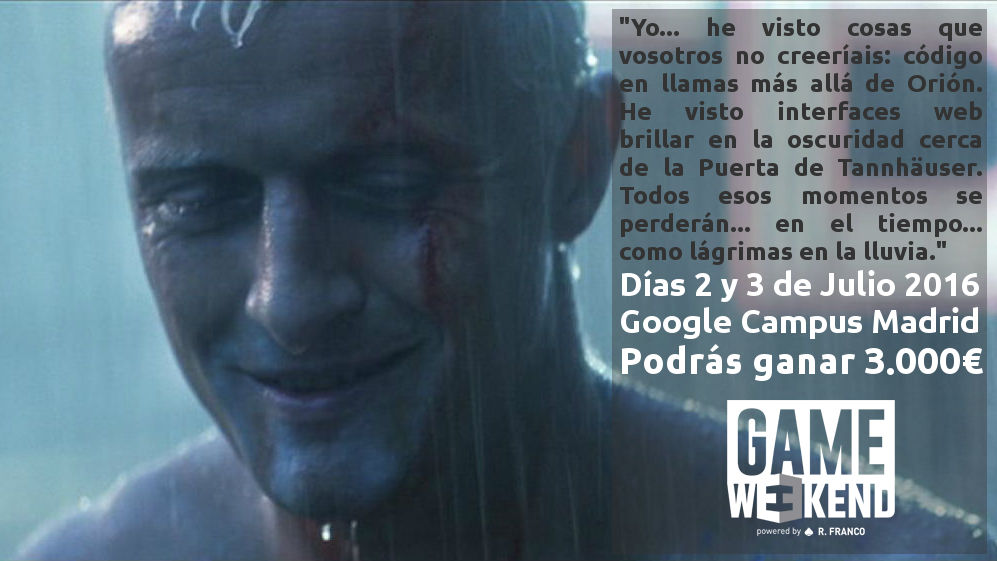 "Yo... he visto cosas que
vosotros no creeríais: código
en llamas más allá de Orión.
He visto interfaces web
brillar en la oscuridad cerca
de la Puerta de Tannhäuser.
Todos esos momentos se
perderán... en el tiempo...
como lágrimas en la lluvia."
Días 2 y 3 de Julio 2016
Google Campus Madrid
Podrás ganar 3.000€
GAME
WEEKEND
powered by R. FRANCO